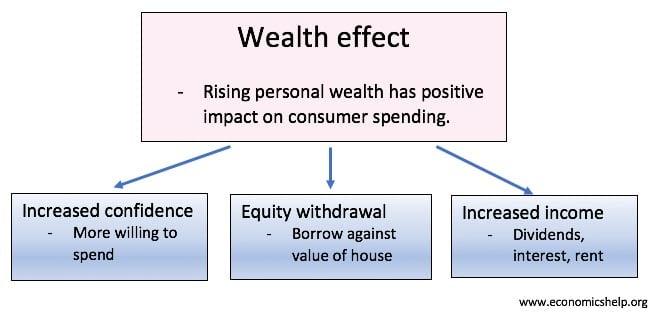 Wealth effect
- Rising personal wealth has positive
impact on consumer spending.
Increased confidence
- More willing to
spend
Equity withdrawal
- Borrow against
value of house
Increased income
- Dividends,
interest, rent
www.economicshelp.org